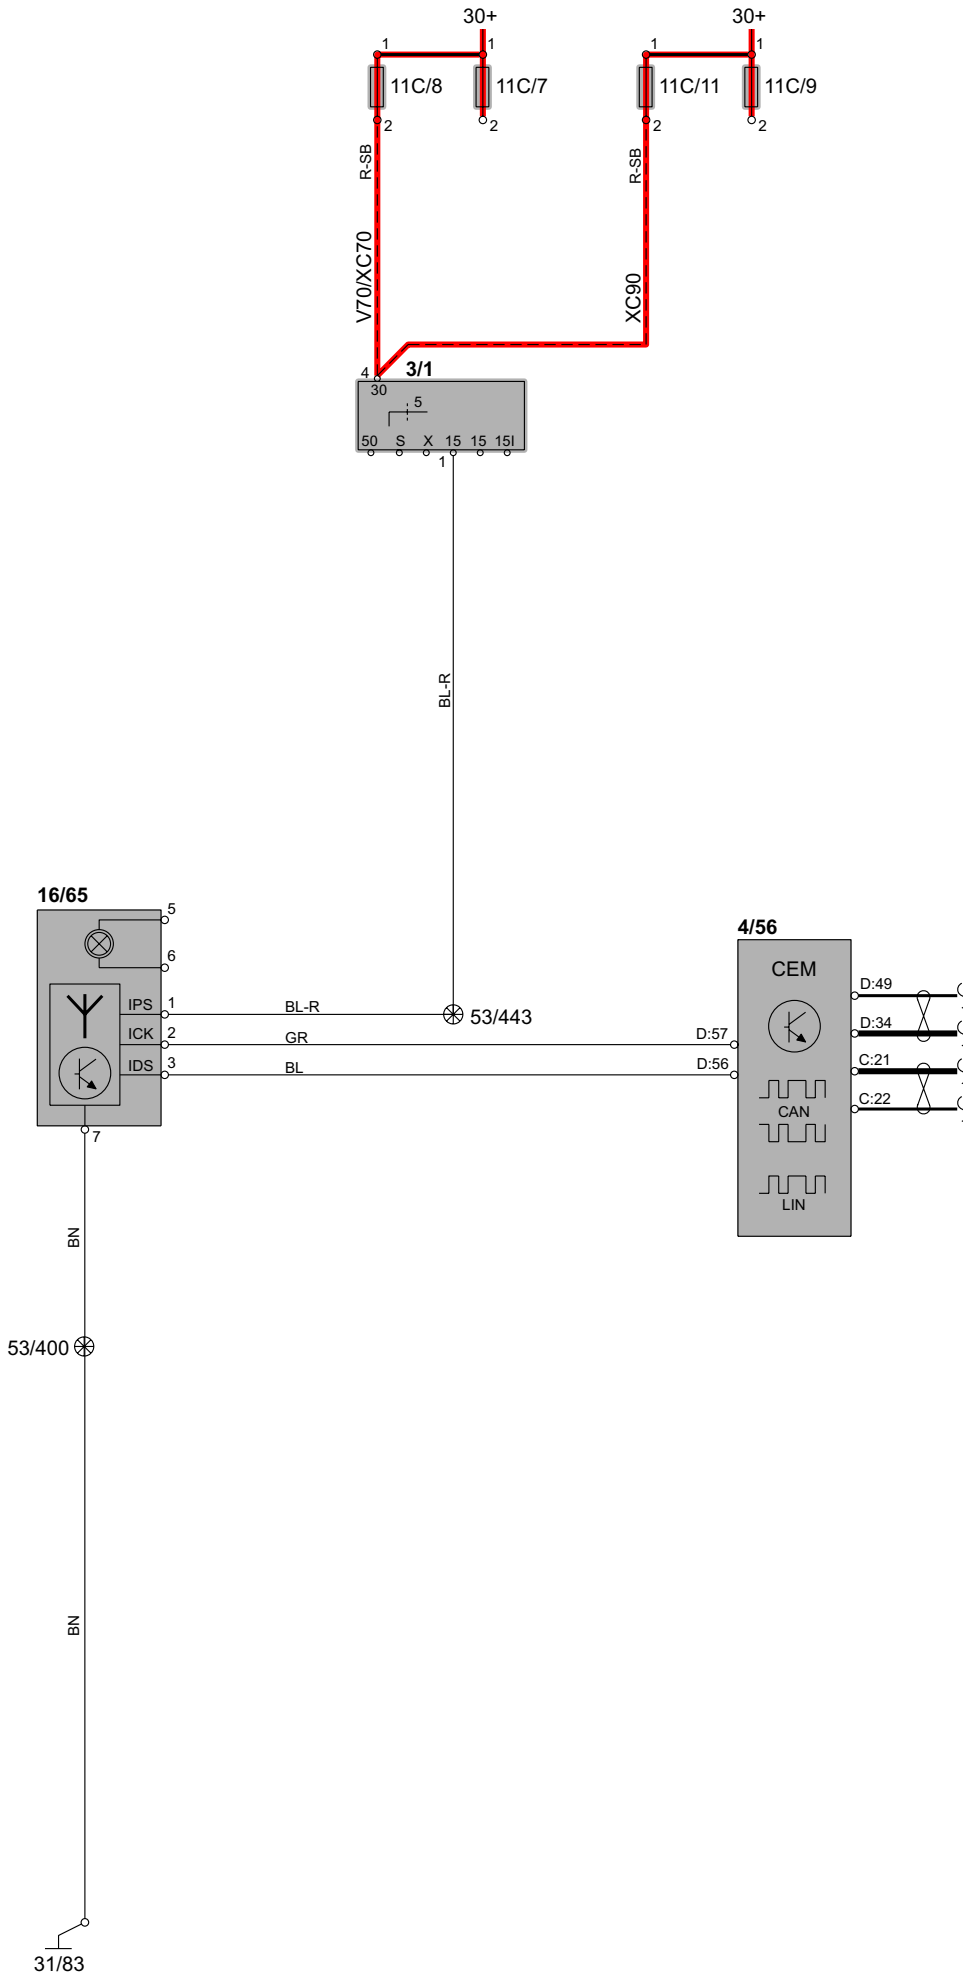 30+ 30+
1 1 1 1
11C/8 11C/7 11C/11 11C/9
2 2 2 2
R-SB R-SB
V70/XC70 XC90
4 3/1
30
5
50 S X 15 15 15I
1
BL-R
16/65
5
6
IPS 1 BL-R 53/443
ICK 2 GR D:57
IDS 3 BL D:56
7
4/56
CEM
D:49
D:34
C:21
C:22
CAN
LIN
BN
53/400
BN
31/83